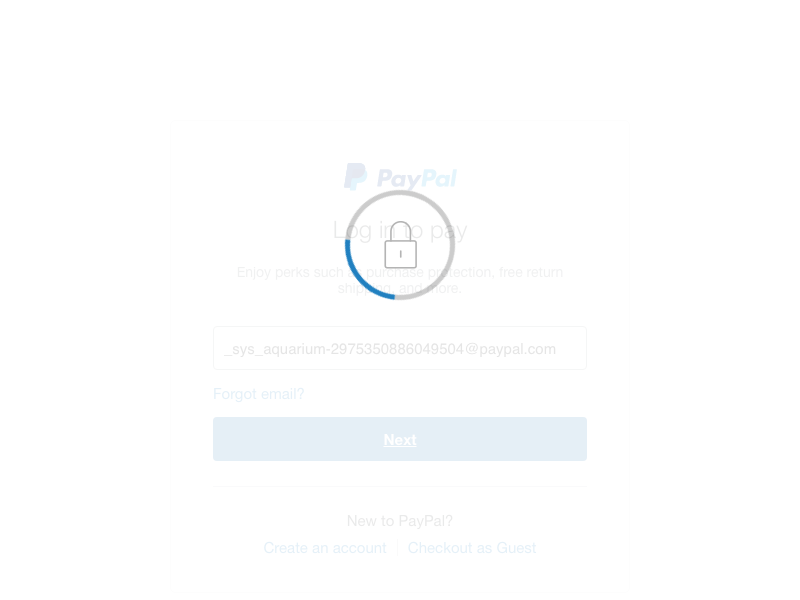 PayPal
Log in to pay
Enjoy perks such as purchase protection, free return
shipping, and more.
_sys_aquarium-2975350886049504@paypal.com
Forgot email?
Next
New to PayPal?
Create an account | Checkout as Guest